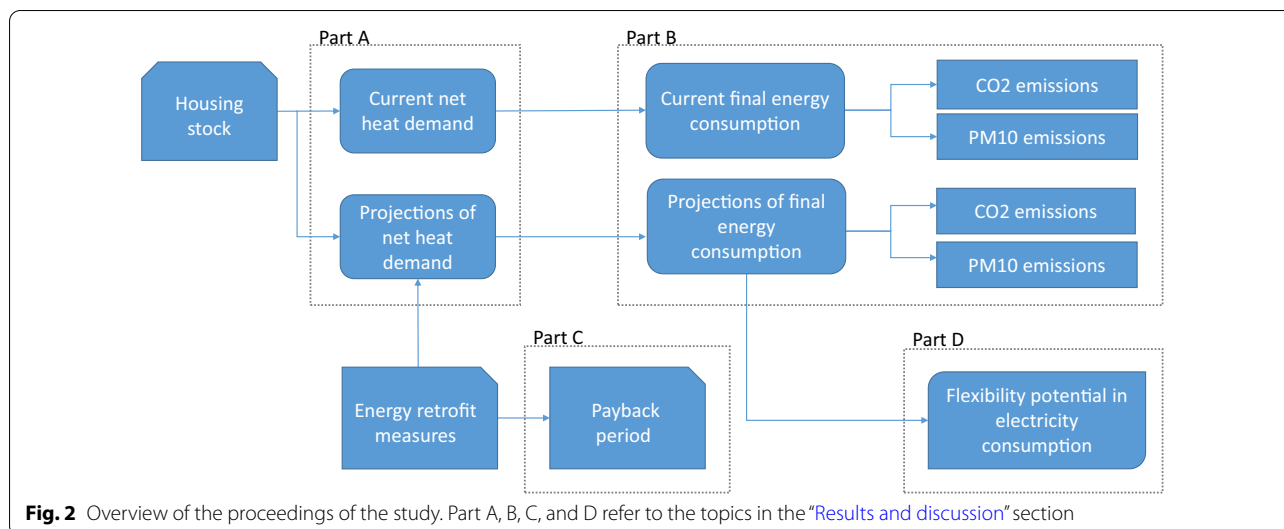 Part A
Part B
Housing
stock
Current net
heat demand
Current final energy
consumption
CO2 emissions
PM10 emissions
Projections of
net heat
demand
Projections of final
energy
consumption
CO2 emissions
PM10 emissions
Part C
Part D
Energy retrofit
measures
Payback
period
Flexibility potential in
electricity
consumption
Fig. 2 Overview of the proceedings of the study. Part A, B, C, and D refer to the topics in the “Results and discussion” section